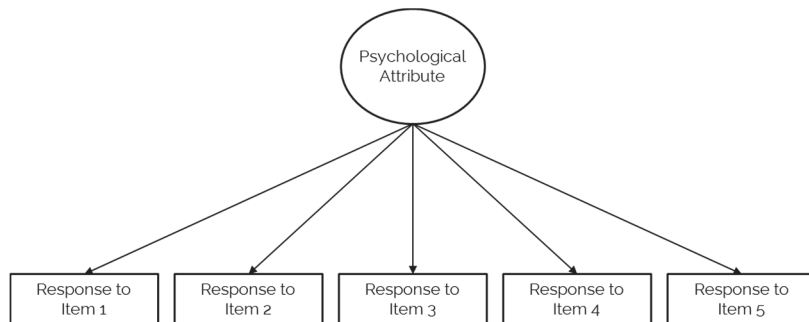 Psychological
Attribute
Response to
Item 1
Response to
Item 2
Response to
Item 3
Response to
Item 4
Response to
Item 5